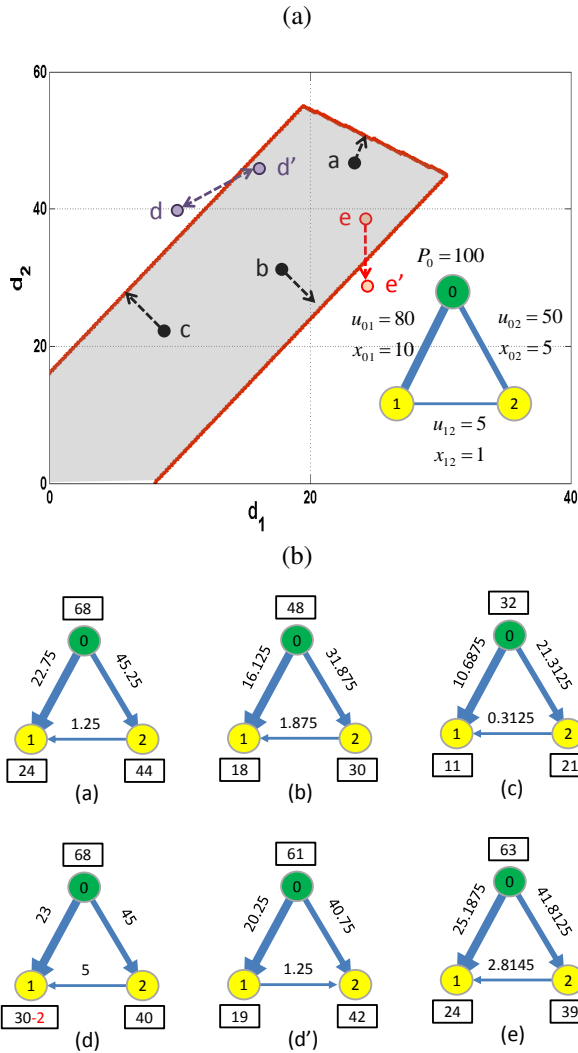 (a)
60
40
20
0
d₂
0
20
40
d₁
d
d'
a
e
b
e'
c
P₀ = 100
0
u₀₁ = 80
x₀₁ = 10
u₀₂ = 50
x₀₂ = 5
1
2
u₁₂ = 5
x₁₂ = 1
(b)
68
0
22.75
45.25
1.25
1
2
24
44
(a)
48
0
16.125
31.875
1.875
1
2
18
30
(b)
32
0
10.6875
21.3125
0.3125
1
2
11
21
(c)
68
0
23
45
5
1
2
30-2
40
(d)
61
0
20.25
40.75
1.25
1
2
19
42
(d')
63
0
25.1875
41.8125
2.8145
1
2
24
39
(e)